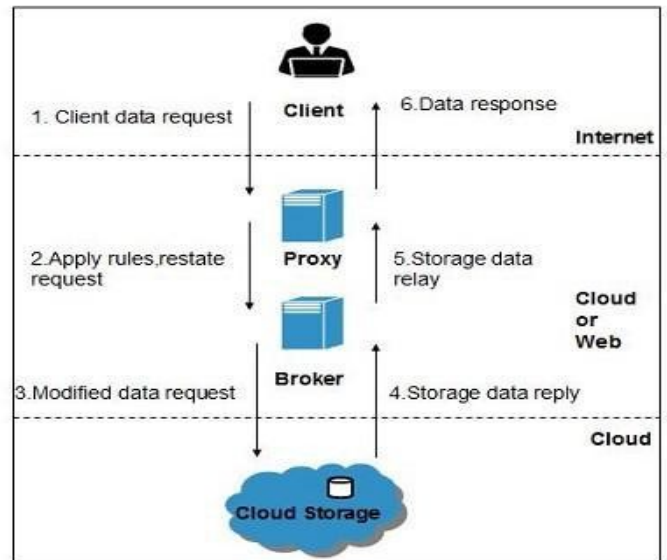 1. Client data request
Client
6.Data response
Internet
2.Apply rules,restate
request
Proxy
5.Storage data
relay
Cloud
or
Web
Broker
3.Modified data request
4.Storage data reply
Cloud
Cloud Storage